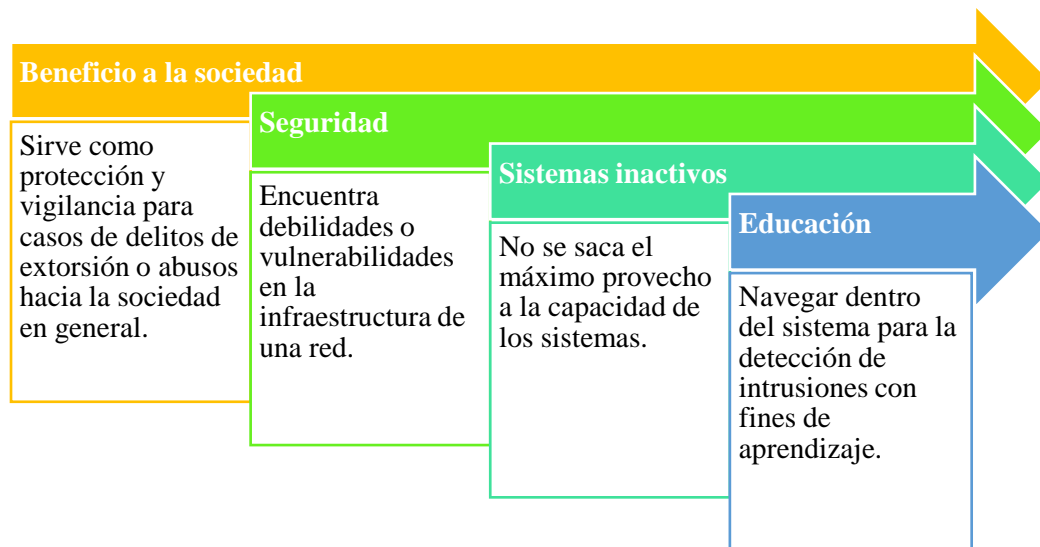 Beneficio a la sociedad
Sirve como
protección y
vigilancia para
casos de delitos de
extorsión o abusos
hacia la sociedad
en general.
Seguridad
Encuentra
debilidades o
vulnerabilidades
en la
infraestructura de
una red.
Sistemas inactivos
No se saca el
máximo provecho
a la capacidad de
los sistemas.
Educación
Navegar dentro
del sistema para la
detección de
intrusiones con
fines de
aprendizaje.